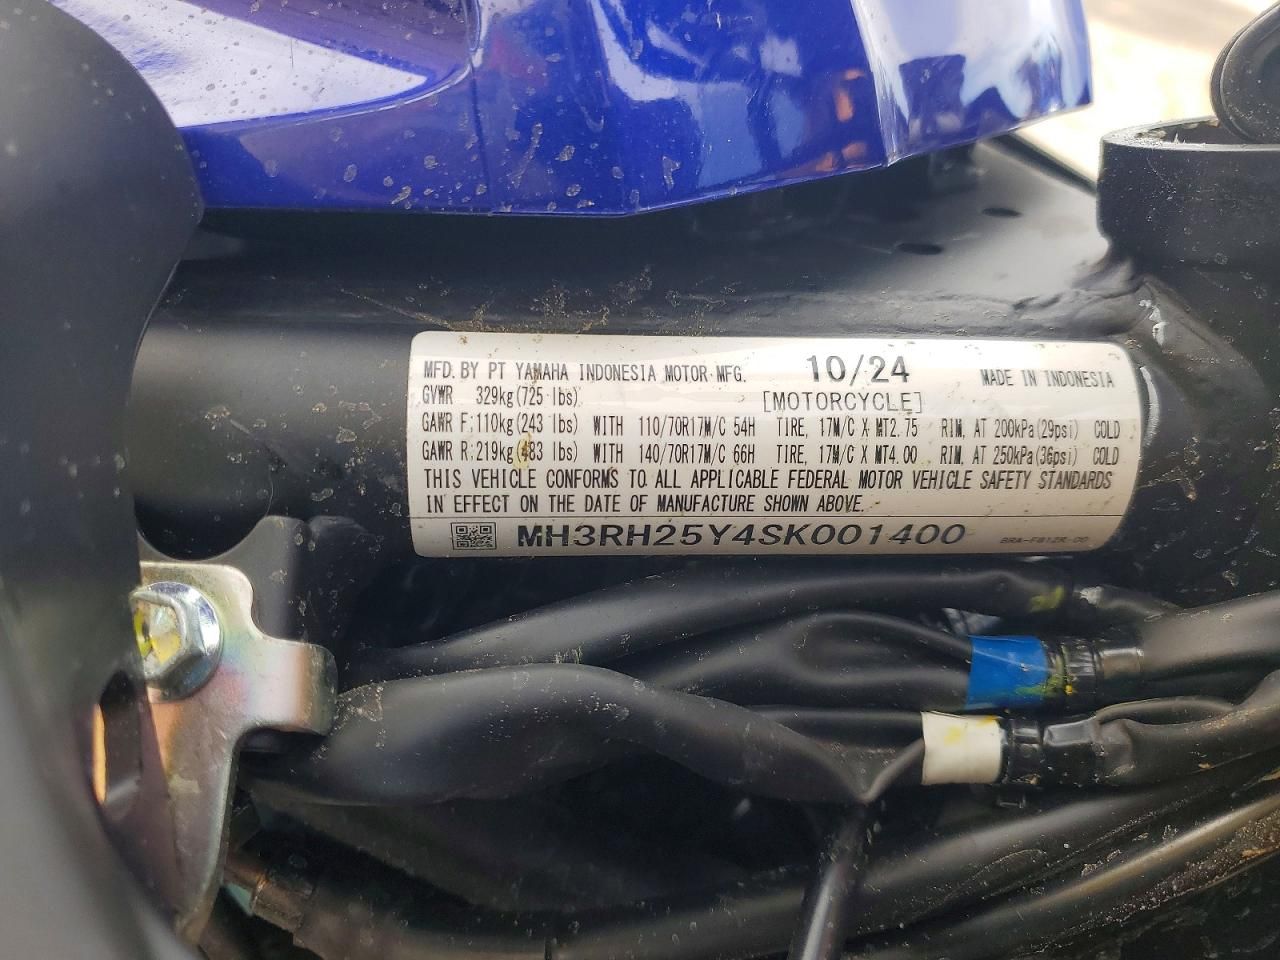 MFD. BY PT YAMAHA INDONESIA MOTOR MFG. 10/24 MADE IN INDONESIA
GVWR 329kg(725 lbs) [MOTORCYCLE]
GAWR F:110kg(243 lbs) WITH 110/70R17M/C 54H TIRE, 17M/C X MT2.75 RIM, AT 200kPa(29psi) COLD
GAWR R:219kg(483 lbs) WITH 140/70R17M/C 66H TIRE, 17M/C X MT4.00 RIM, AT 250kPa(36psi) COLD
THIS VEHICLE CONFORMS TO ALL APPLICABLE FEDERAL MOTOR VEHICLE SAFETY STANDARDS
IN EFFECT ON THE DATE OF MANUFACTURE SHOWN ABOVE.
MH3RH25Y4SK001400